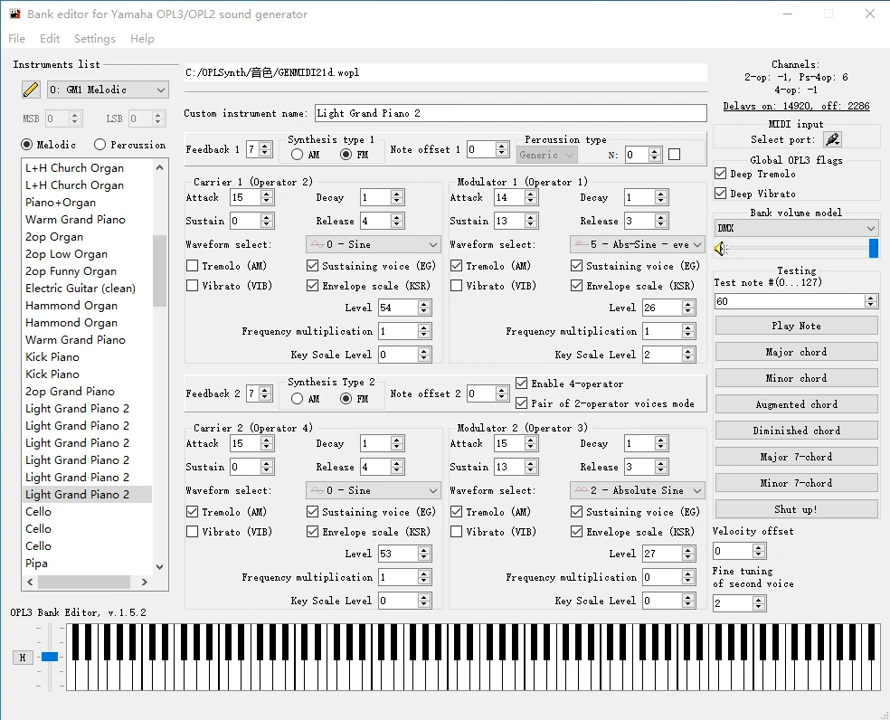 Bank editor for Yamaha OPL3/OPL2 sound generator
File Edit Settings Help
Instruments list
0: GM1 Melodic
MSB 0 LSB 0
Melodic Percussion
L+H Church Organ
L+H Church Organ
Piano+Organ
Warm Grand Piano
2op Organ
2op Low Organ
2op Funny Organ
Electric Guitar (clean)
Hammond Organ
Hammond Organ
Warm Grand Piano
Kick Piano
Kick Piano
2op Grand Piano
Light Grand Piano 2
Light Grand Piano 2
Light Grand Piano 2
Light Grand Piano 2
Light Grand Piano 2
Light Grand Piano 2
Cello
Cello
Cello
Pipa
OPL3 Bank Editor, v.1.5.2
C:/OPLSynth/音色/GENMIDI21d.wopl
Custom instrument name: Light Grand Piano 2
Feedback 1 7 Synthesis type 1 AM FM Note offset 1 0 Percussion type Generic N: 0
Carrier 1 (Operator 2)
Attack 15 Decay 1
Sustain 0 Release 4
Waveform select: 0 - Sine
Tremolo (AM) Sustaining voice (EG)
Vibrato (VIB) Envelope scale (KSR)
Level 54
Frequency multiplication 1
Key Scale Level 0
Modulator 1 (Operator 1)
Attack 14 Decay 1
Sustain 13 Release 3
Waveform select: 5 - Abs-Sine - eve
Tremolo (AM) Sustaining voice (EG)
Vibrato (VIB) Envelope scale (KSR)
Level 26
Frequency multiplication 1
Key Scale Level 2
Feedback 2 7 Synthesis Type 2 AM FM Note offset 2 0
Enable 4-operator
Pair of 2-operator voices mode
Carrier 2 (Operator 4)
Attack 15 Decay 1
Sustain 0 Release 4
Waveform select: 0 - Sine
Tremolo (AM) Sustaining voice (EG)
Vibrato (VIB) Envelope scale (KSR)
Level 53
Frequency multiplication 1
Key Scale Level 0
Modulator 2 (Operator 3)
Attack 15 Decay 1
Sustain 13 Release 3
Waveform select: 2 - Absolute Sine
Tremolo (AM) Sustaining voice (EG)
Vibrato (VIB) Envelope scale (KSR)
Level 27
Frequency multiplication 0
Key Scale Level 0
Channels:
2-op: -1, Ps-4op: 6
4-op: -1
Delays on: 14920, off: 2286
MIDI input
Select port:
Global OPL3 flags
Deep Tremolo
Deep Vibrato
Bank volume model
DMX
Testing
Test note #(0...127)
60
Play Note
Major chord
Minor chord
Augmented chord
Diminished chord
Major 7-chord
Minor 7-chord
Shut up!
Velocity offset
0
Fine tuning
of second voice
2
H